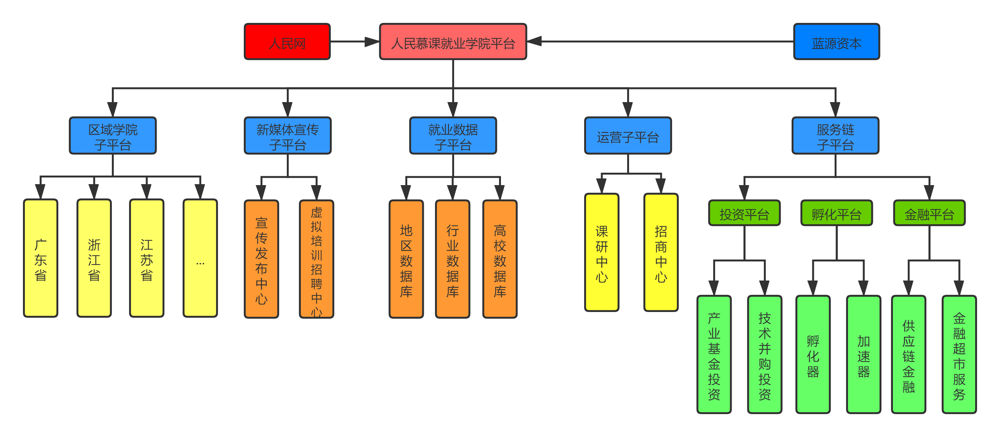 人民网
人民慕课就业学院平台
蓝源资本
区域学院
子平台
新媒体宣传
子平台
就业数据
子平台
运营子平台
服务链
子平台
广东省
浙江省
江苏省
...
宣传发布中心
虚拟培训招聘中心
地区数据库
行业数据库
高校数据库
课研中心
招商中心
投资平台
孵化平台
金融平台
产业基金投资
技术并购投资
孵化器
加速器
供应链金融
金融超市服务